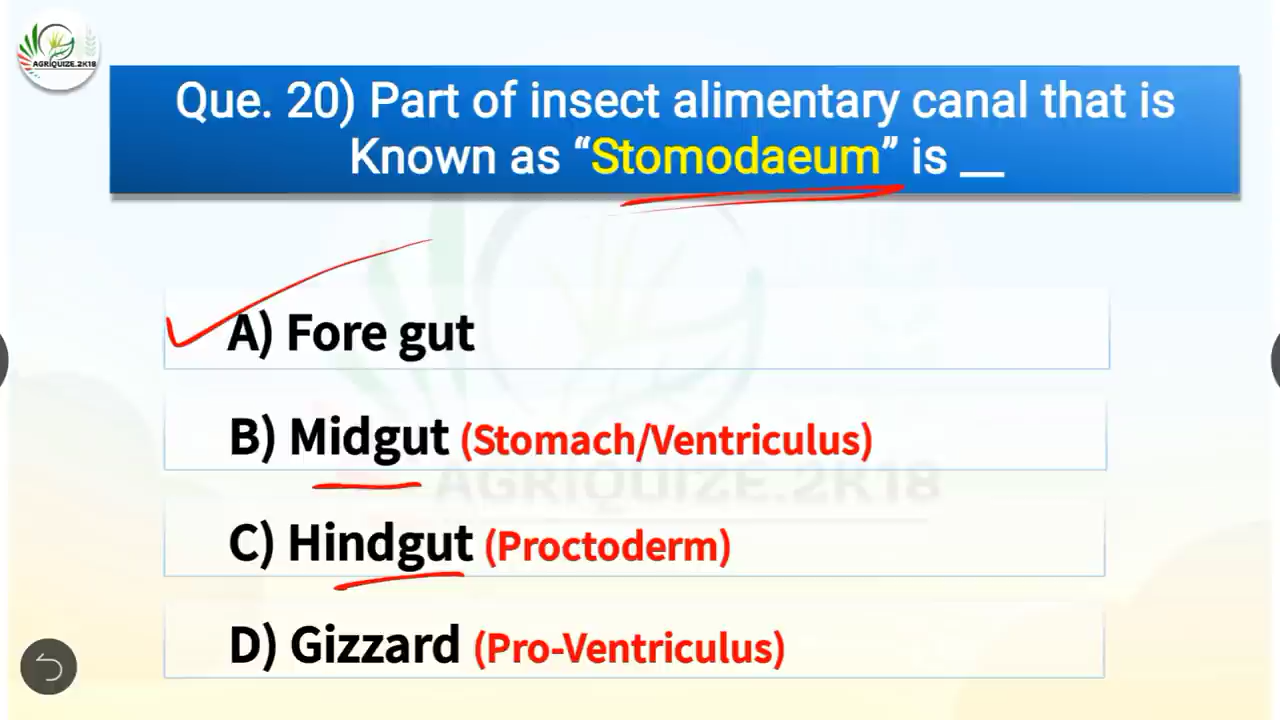 AGRIQUIZE.2K18
Que. 20) Part of insect alimentary canal that is
Known as “Stomodaeum” is __
A) Fore gut
B) Midgut (Stomach/Ventriculus)
C) Hindgut (Proctoderm)
D) Gizzard (Pro-Ventriculus)
AGRIQUIZE.2K18